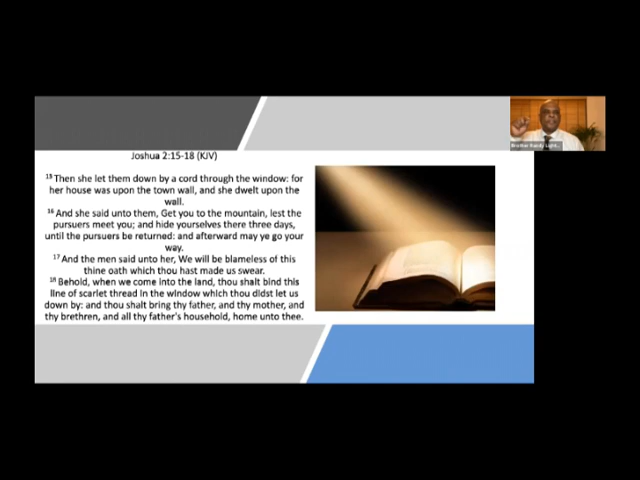 Joshua 2:15-18 (KJV)
15 Then she let them down by a cord through the window: for
her house was upon the town wall, and she dwelt upon the
wall.
16 And she said unto them, Get you to the mountain, lest the
pursuers meet you; and hide yourselves there three days,
until the pursuers be returned: and afterward may ye go your
way.
17 And the men said unto her, We will be blameless of this
thine oath which thou hast made us swear.
18 Behold, when we come into the land, thou shalt bind this
line of scarlet thread in the window which thou didst let us
down by: and thou shalt bring thy father, and thy mother, and
thy brethren, and all thy father's household, home unto thee.
Brother Randy